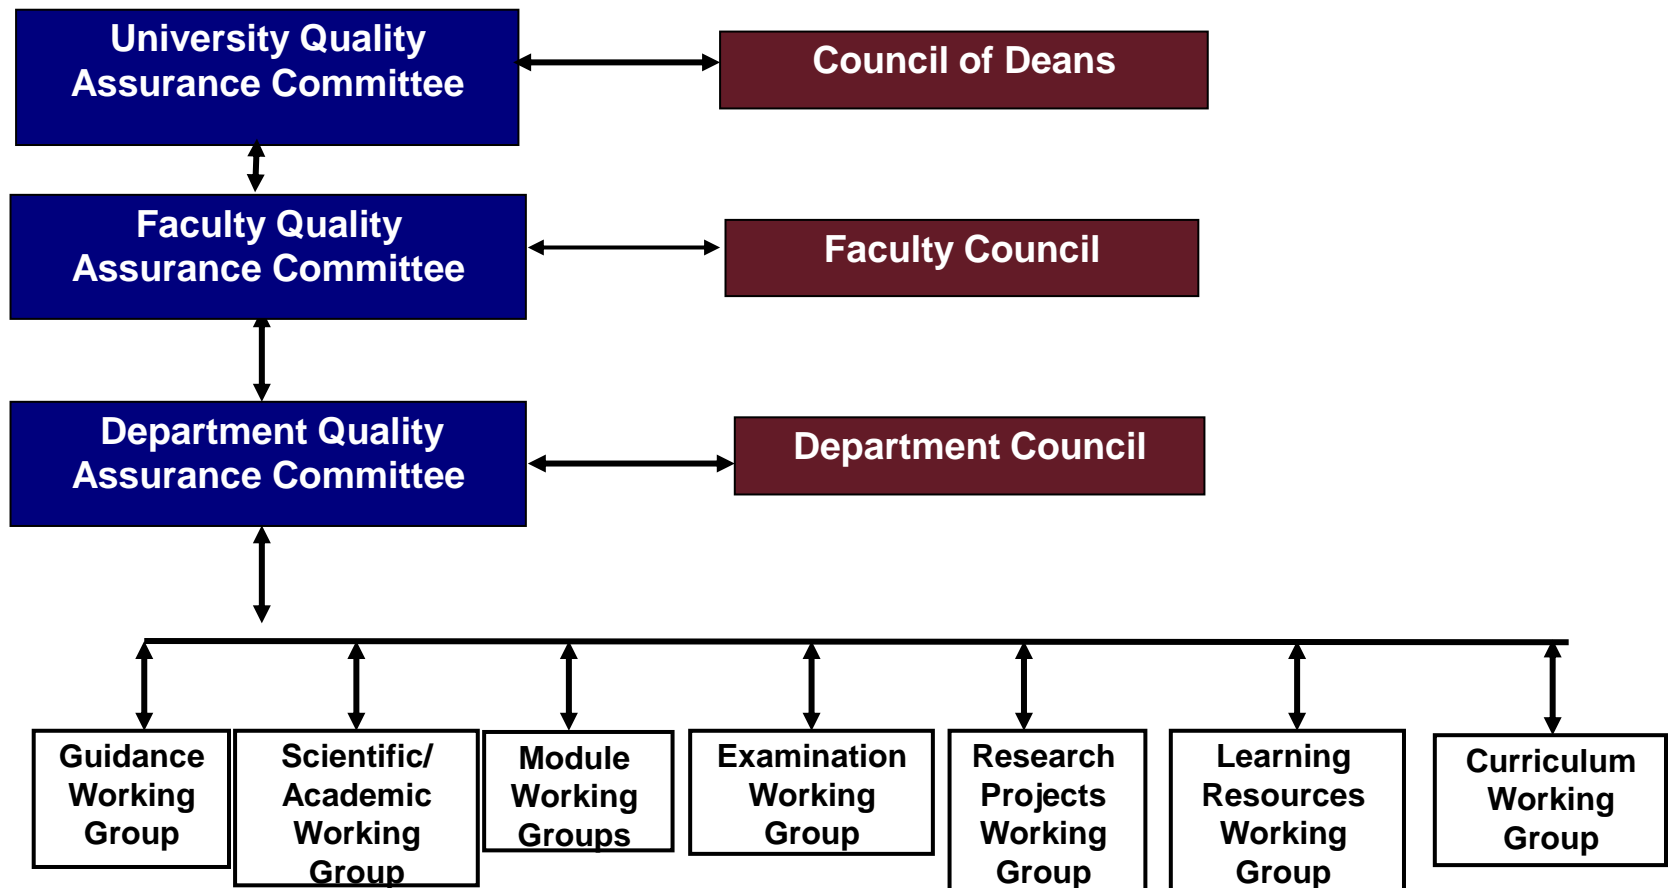 University Quality
Assurance Committee
Council of Deans
Faculty Quality
Assurance Committee
Faculty Council
Department Quality
Assurance Committee
Department Council
Guidance
Working
Group
Scientific/
Academic
Working
Group
Module
Working
Groups
Examination
Working
Group
Research
Projects
Working
Group
Learning
Resources
Working
Group
Curriculum
Working
Group